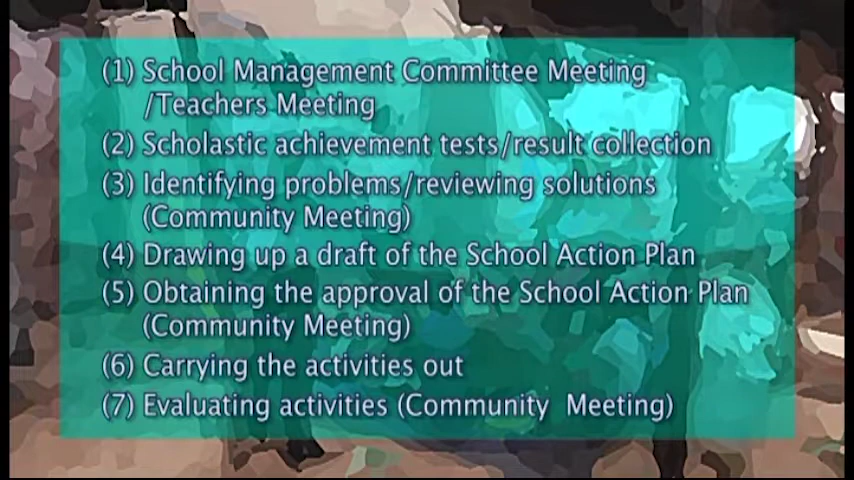 (1) School Management Committee Meeting
/Teachers Meeting
(2) Scholastic achievement tests/result collection
(3) Identifying problems/reviewing solutions
(Community Meeting)
(4) Drawing up a draft of the School Action Plan
(5) Obtaining the approval of the School Action Plan
(Community Meeting)
(6) Carrying the activities out
(7) Evaluating activities (Community Meeting)